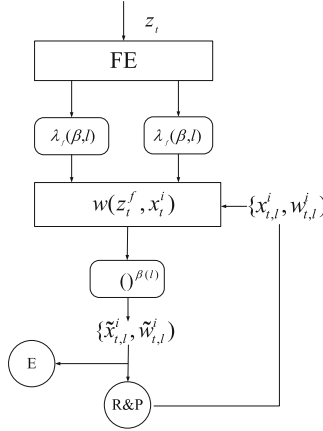 z_t
FE
λ_f(β,l) λ_f(β,l)
w(z_t^f, x_t^i) {x_{t,l}^i, w_{t,l}^j)
()^{β(l)}
{x̃_{t,l}^i, w̃_{t,l}^i)
E
R&P